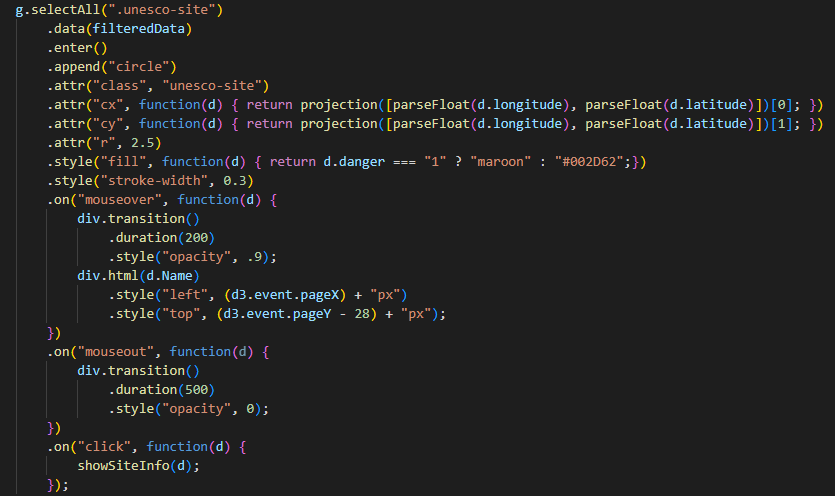 g.selectAll(".unesco-site")
.data(filteredData)
.enter()
.append("circle")
.attr("class", "unesco-site")
.attr("cx", function(d) { return projection([parseFloat(d.longitude), parseFloat(d.latitude)])[0]; })
.attr("cy", function(d) { return projection([parseFloat(d.longitude), parseFloat(d.latitude)])[1]; })
.attr("r", 2.5)
.style("fill", function(d) { return d.danger === "1" ? "maroon" : "#002D62";})
.style("stroke-width", 0.3)
.on("mouseover", function(d) {
div.transition()
.duration(200)
.style("opacity", .9);
div.html(d.Name)
.style("left", (d3.event.pageX) + "px")
.style("top", (d3.event.pageY - 28) + "px");
})
.on("mouseout", function(d) {
div.transition()
.duration(500)
.style("opacity", 0);
})
.on("click", function(d) {
showSiteInfo(d);
});